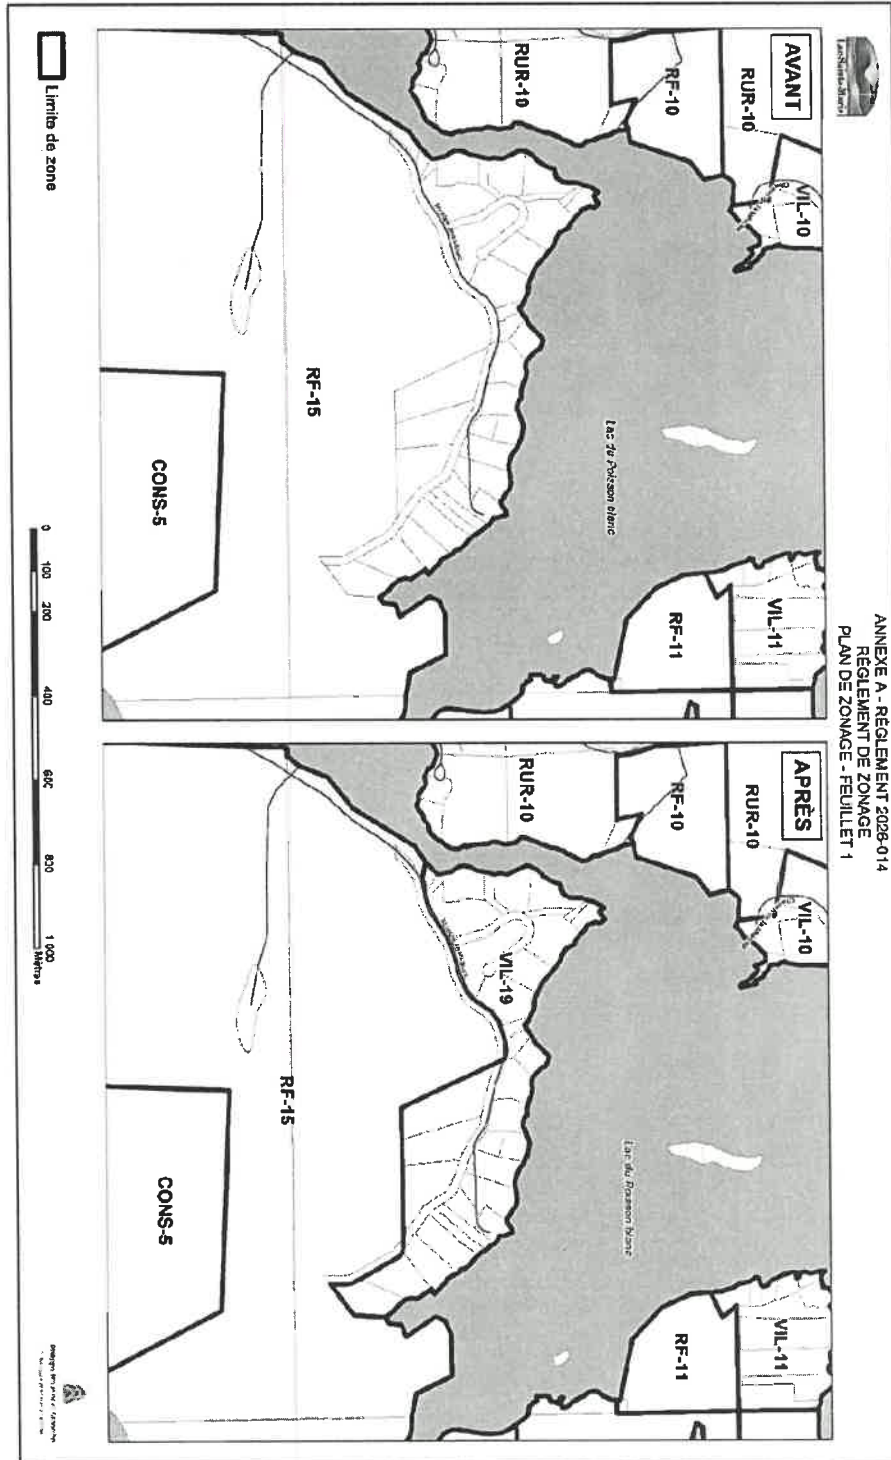 Lac-Sainte-Marie
ANNEXE A - RÈGLEMENT 2026-014
RÈGLEMENT DE ZONAGE
PLAN DE ZONAGE - FEUILLET 1
AVANT
RUR-10
VIL-10
RF-10
RUR-10
Lac du Poisson blanc
VIL-11
RF-11
RF-15
CONS-5
APRÈS
RUR-10
VIL-10
RF-10
RUR-10
VIL-19
Lac du Poisson blanc
VIL-11
RF-11
RF-15
CONS-5
Limite de zone
0 100 200 400 600 800 1 000
Mètres